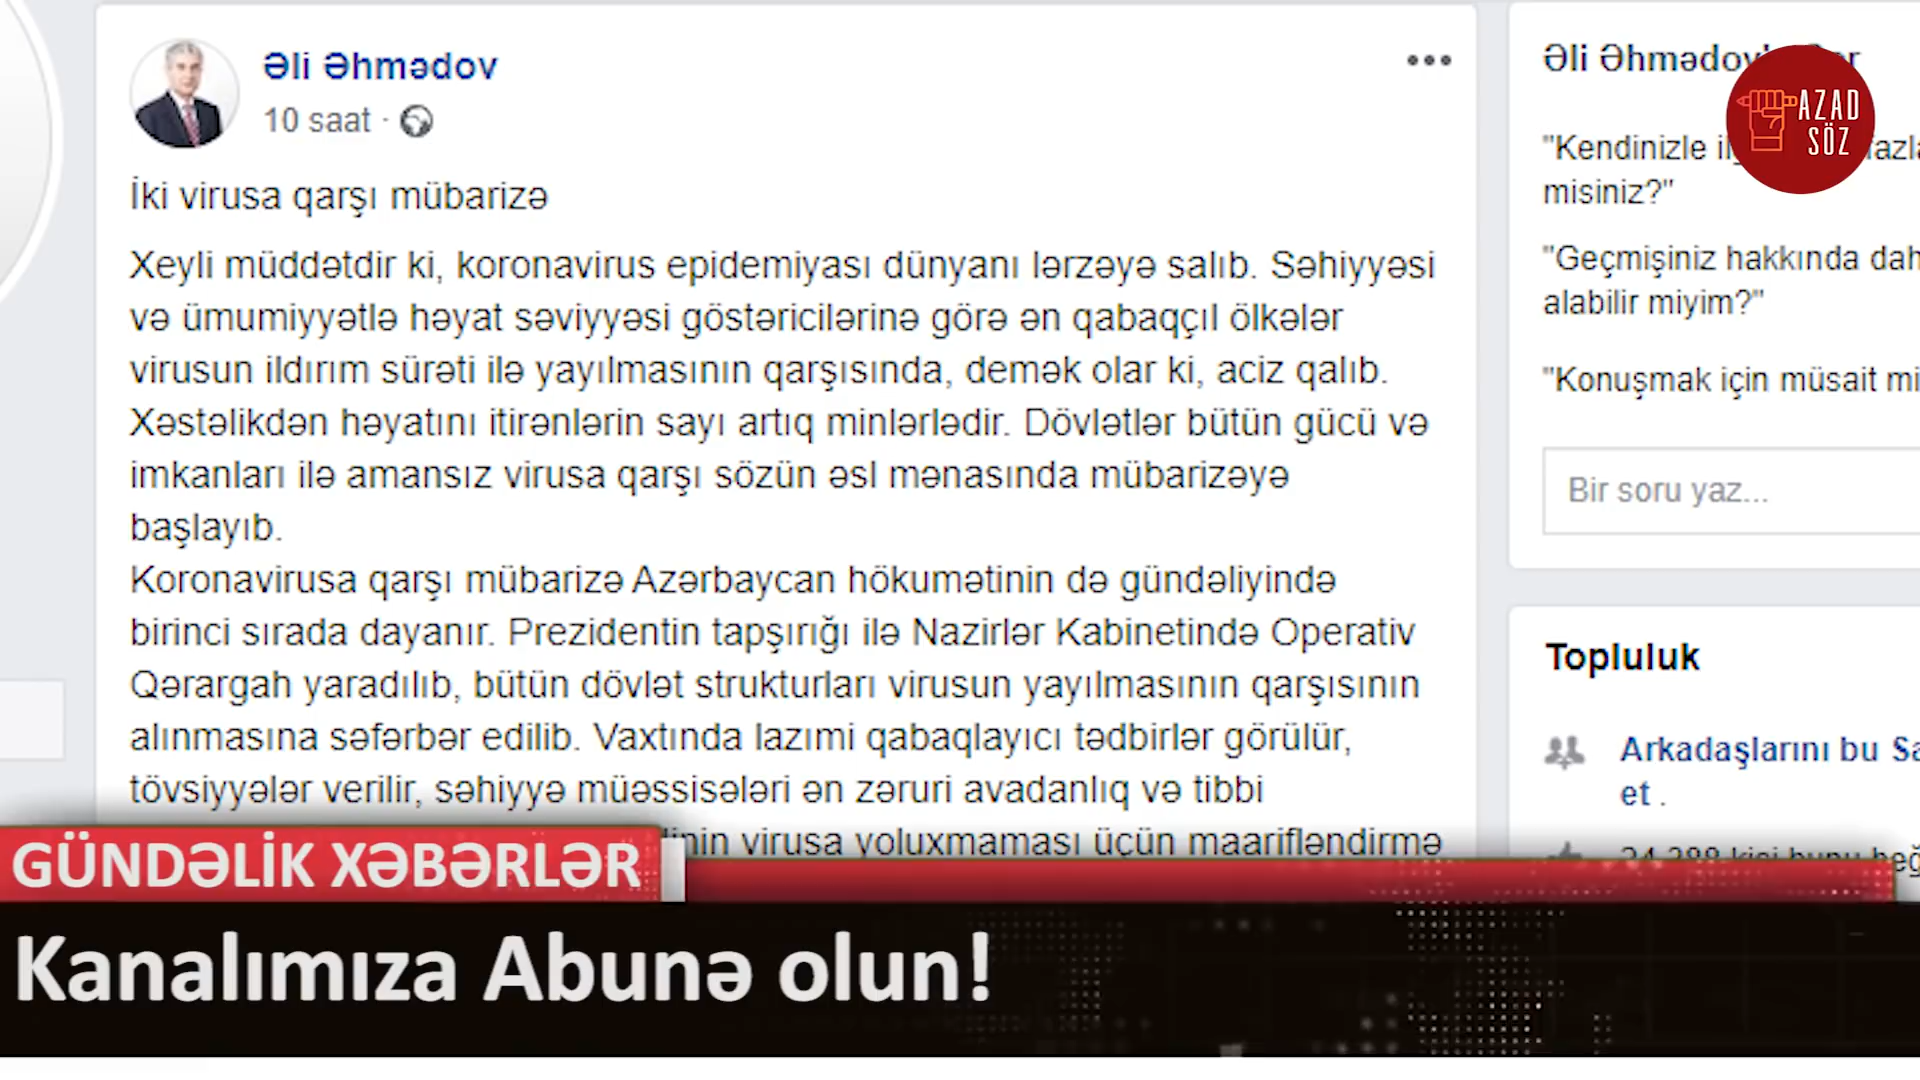 Əli Əhmədov
10 saat ·
İki virusa qarşı mübarizə
Xeyli müddətdir ki, koronavirus epidemiyası dünyanı lərzəyə salıb. Səhiyyəsi
və ümumiyyətlə həyat səviyyəsi göstəricilərinə görə ən qabaqçıl ölkələr
virusun ildırım sürəti ilə yayılmasının qarşısında, demək olar ki, aciz qalıb.
Xəstəlikdən həyatını itirənlərin sayı artıq minlərlədir. Dövlətlər bütün gücü və
imkanları ilə amansız virusa qarşı sözün əsl mənasında mübarizəyə
başlayıb.
Koronavirusa qarşı mübarizə Azərbaycan hökumətinin də gündəliyində
birinci sırada dayanır. Prezidentin tapşırığı ilə Nazirlər Kabinetində Operativ
Qərargah yaradılıb, bütün dövlət strukturları virusun yayılmasının qarşısının
alınmasına səfərbər edilib. Vaxtında lazımi qabaqlayıcı tədbirlər görülür,
tövsiyyələr verilir, səhiyyə müəssisələri ən zəruri avadanlıq və tibbi
virusa yoluxmaması üçün maarifləndirmə
Əli Əhmədov
"Kendinizle
misiniz?"
"Geçmişiniz hakkında
alabilir miyim?"
"Konuşmak için müsait
Bir soru yaz...
Topluluk
Arkadaşlarını bu
et .
AZAD
SÖZ
GÜNDƏLİK XƏBƏRLƏR
Kanalımıza Abunə olun!